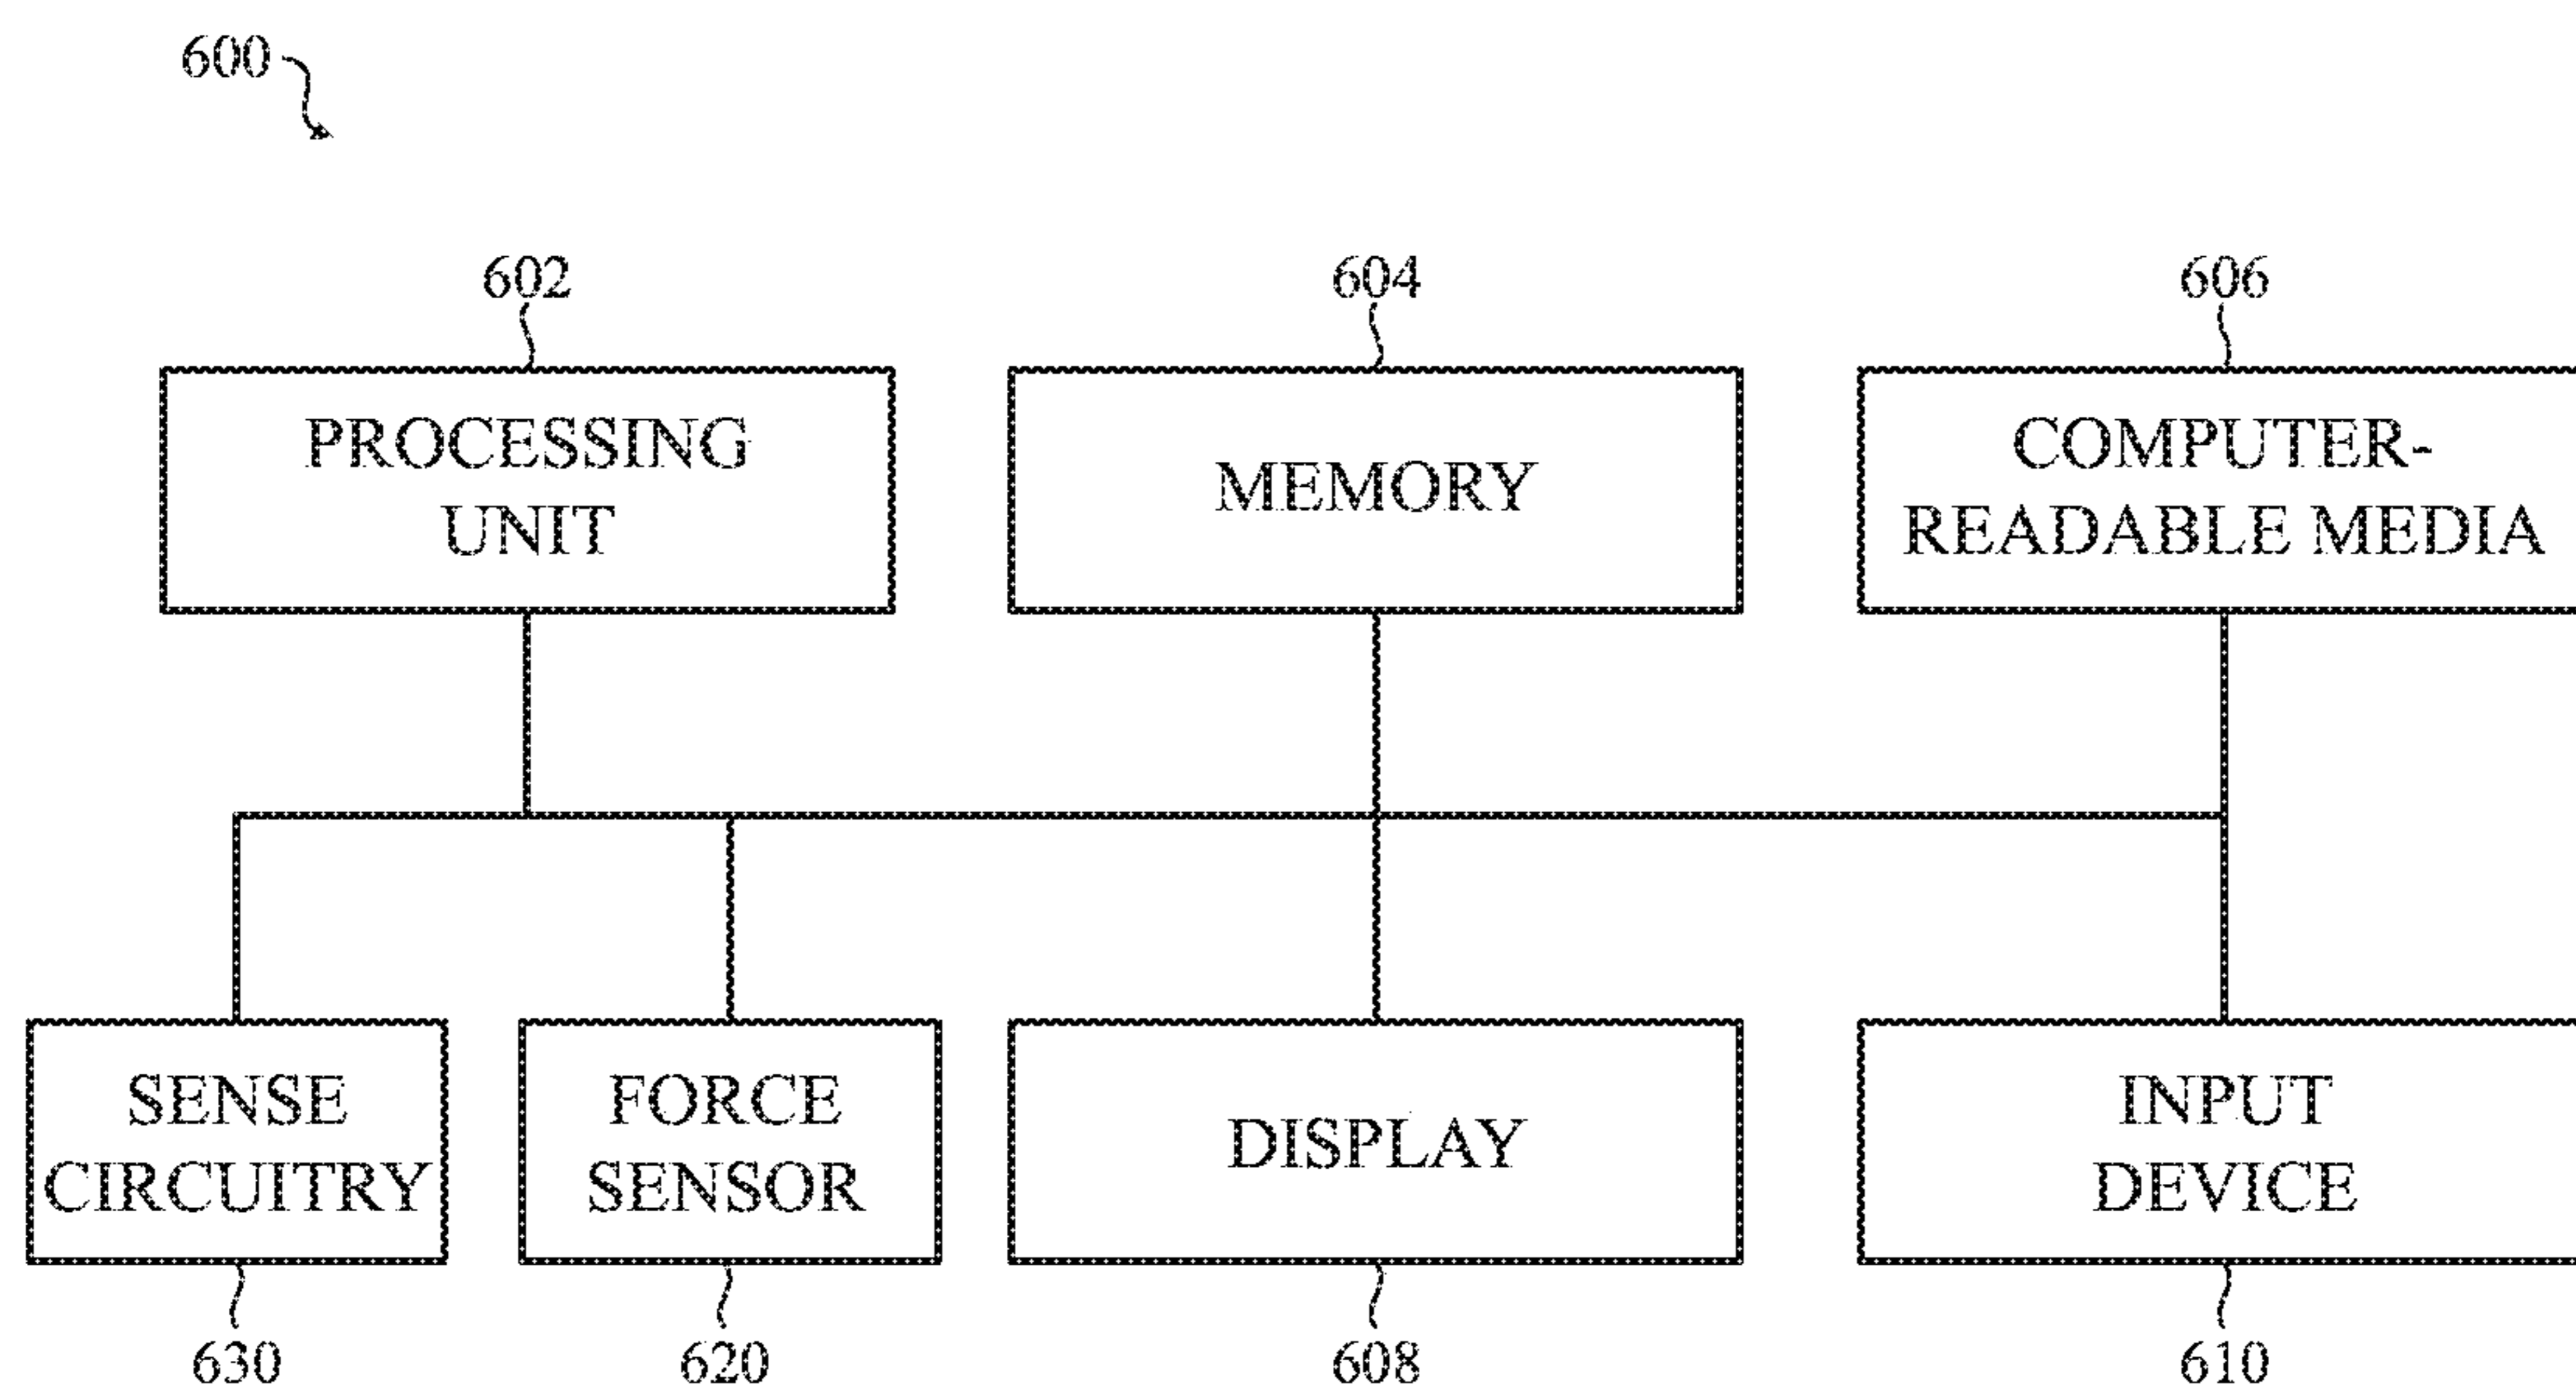 600
602
604
606
PROCESSING
UNIT
MEMORY
COMPUTER-
READABLE MEDIA
SENSE
CIRCUITRY
FORCE
SENSOR
DISPLAY
INPUT
DEVICE
630
620
608
610